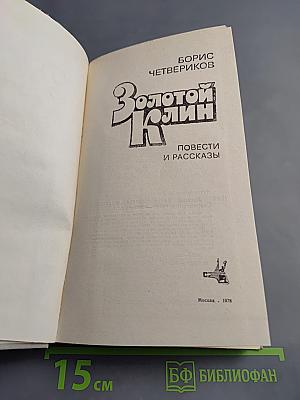 БОРИС
ЧЕТВЕРИКОВ
Золотой
Клин
ПОВЕСТИ
И РАССКАЗЫ
Москва . 1978
15 см
БФ БИБЛИОФАН